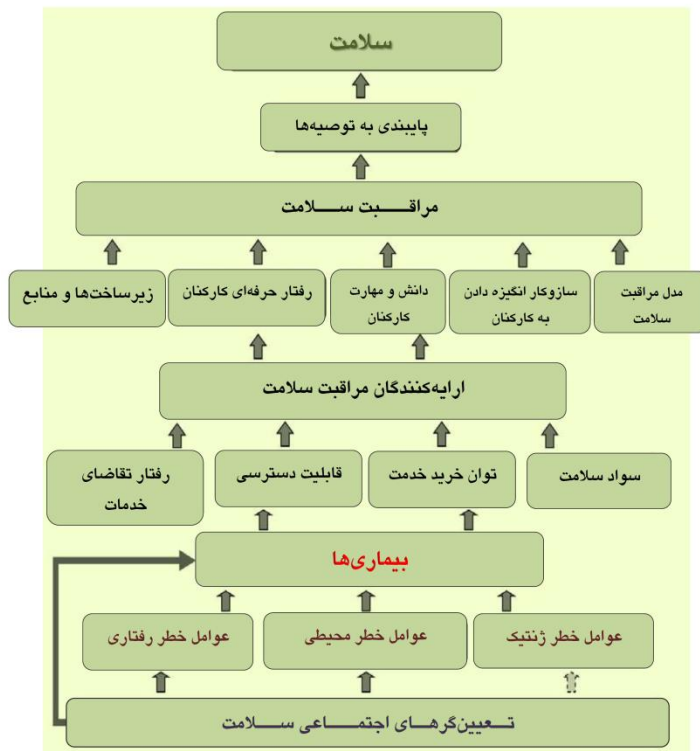 سلامت
پایبندی به توصیه‌ها
مراقبت سلامت
مدل مراقبت
سلامت
سازوکار انگیزه دادن
به کارکنان
دانش و مهارت
کارکنان
رفتار حرفه‌ای کارکنان
زیرساخت‌ها و منابع
ارایه‌کنندگان مراقبت سلامت
سواد سلامت
توان خرید خدمت
قابلیت دسترسی
رفتار تقاضای
خدمات
بیماری‌ها
عوامل خطر ژنتیک
عوامل خطر محیطی
عوامل خطر رفتاری
تعیین‌گرهای اجتماعی سلامت